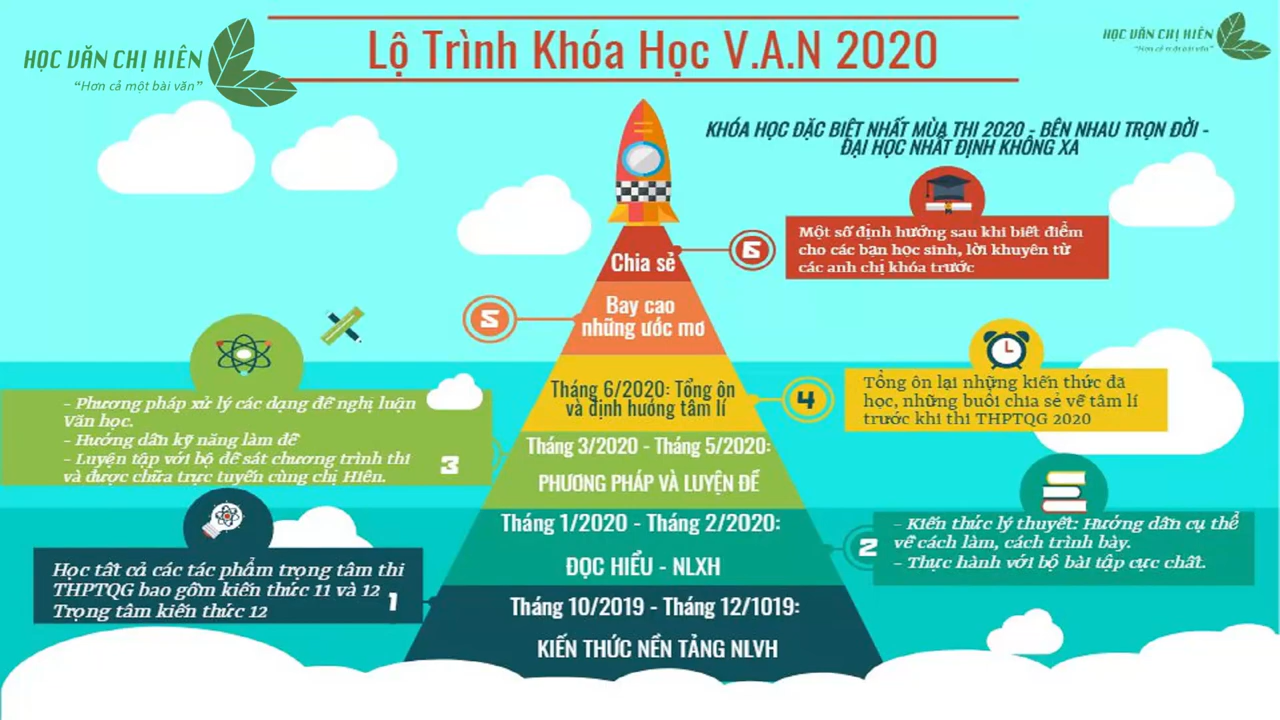 HỌC VĂN CHỊ HIÊN
“Hơn cả một bài văn”
Lộ Trình Khóa Học V.A.N 2020
HỌC VĂN CHỊ HIÊN
“Hơn cả một bài văn”
KHÓA HỌC ĐẶC BIỆT NHẤT MÙA THI 2020 - BÊN NHAU TRỌN ĐỜI -
ĐẠI HỌC NHẤT ĐỊNH KHÔNG XA
Chia sẻ
6
Một số định hướng sau khi biết điểm
cho các bạn học sinh, lời khuyên từ
các anh chị khóa trước
5
Bay cao
những ước mơ
Tháng 6/2020: Tổng ôn
và định hướng tâm lí
4
Tổng ôn lại những kiến thức đã
học, những buổi chia sẻ về tâm lí
trước khi thi THPTQG 2020
- Phương pháp xử lý các dạng đề nghị luận
Văn học.
- Hướng dẫn kỹ năng làm đề
- Luyện tập với bộ đề sát chương trình thi
và được chữa trực tuyến cùng chị Hiên.
3
Tháng 3/2020 - Tháng 5/2020:
PHƯƠNG PHÁP VÀ LUYỆN ĐỀ
Tháng 1/2020 - Tháng 2/2020:
ĐỌC HIỂU - NLXH
2
- Kiến thức lý thuyết: Hướng dẫn cụ thể
về cách làm, cách trình bày.
- Thực hành với bộ bài tập cực chất.
Học tất cả các tác phẩm trọng tâm thi
THPTQG bao gồm kiến thức 11 và 12
Trọng tâm kiến thức 12
1
Tháng 10/2019 - Tháng 12/1019:
KIẾN THỨC NỀN TẢNG NLVH